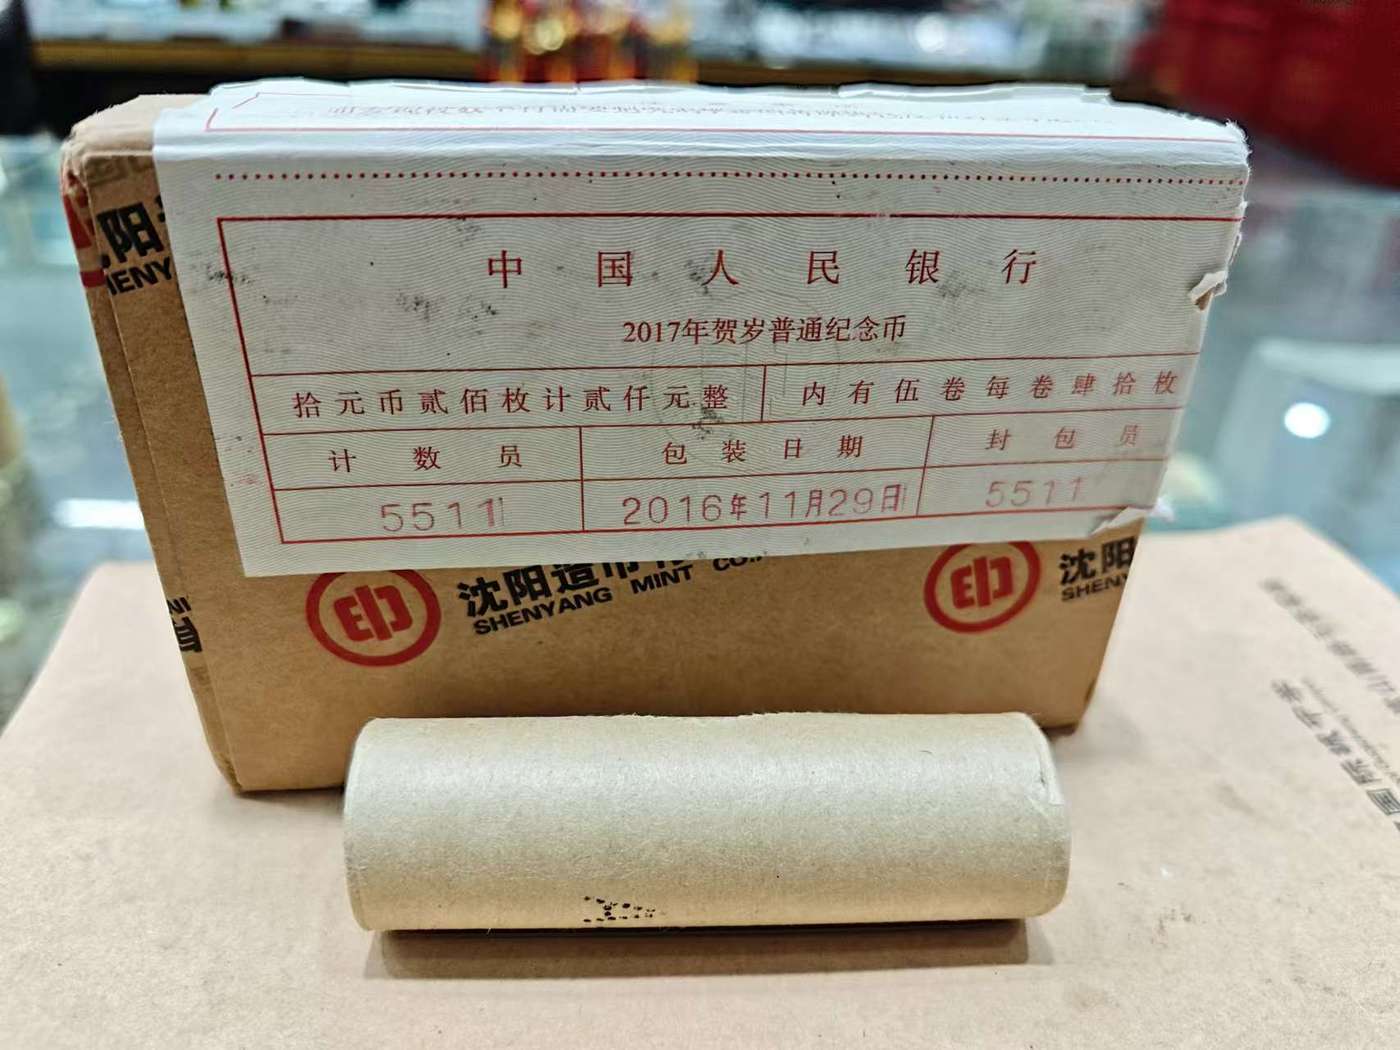 中国人民银行
2017年贺岁普通纪念币
拾元币贰佰枚计贰仟元整 内有伍卷每卷肆拾枚
计数员 包装日期 封包员
5511 2016年11月29日 5511
沈阳造币
SHENYANG MINT CO.,
沈阳
SHENY
阳
HENY